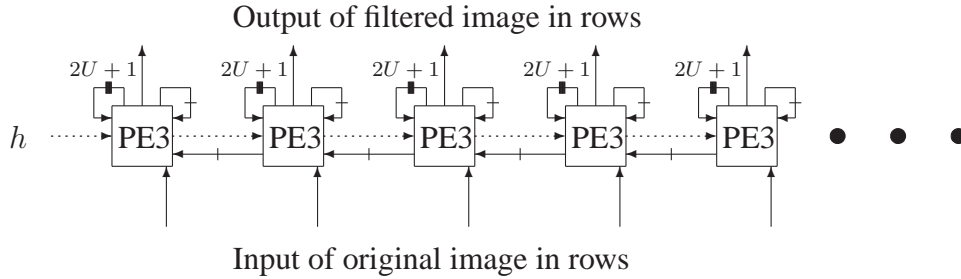 Output of filtered image in rows
2U + 1 2U + 1 2U + 1 2U + 1 2U + 1
h PE3 PE3 PE3 PE3 PE3
Input of original image in rows